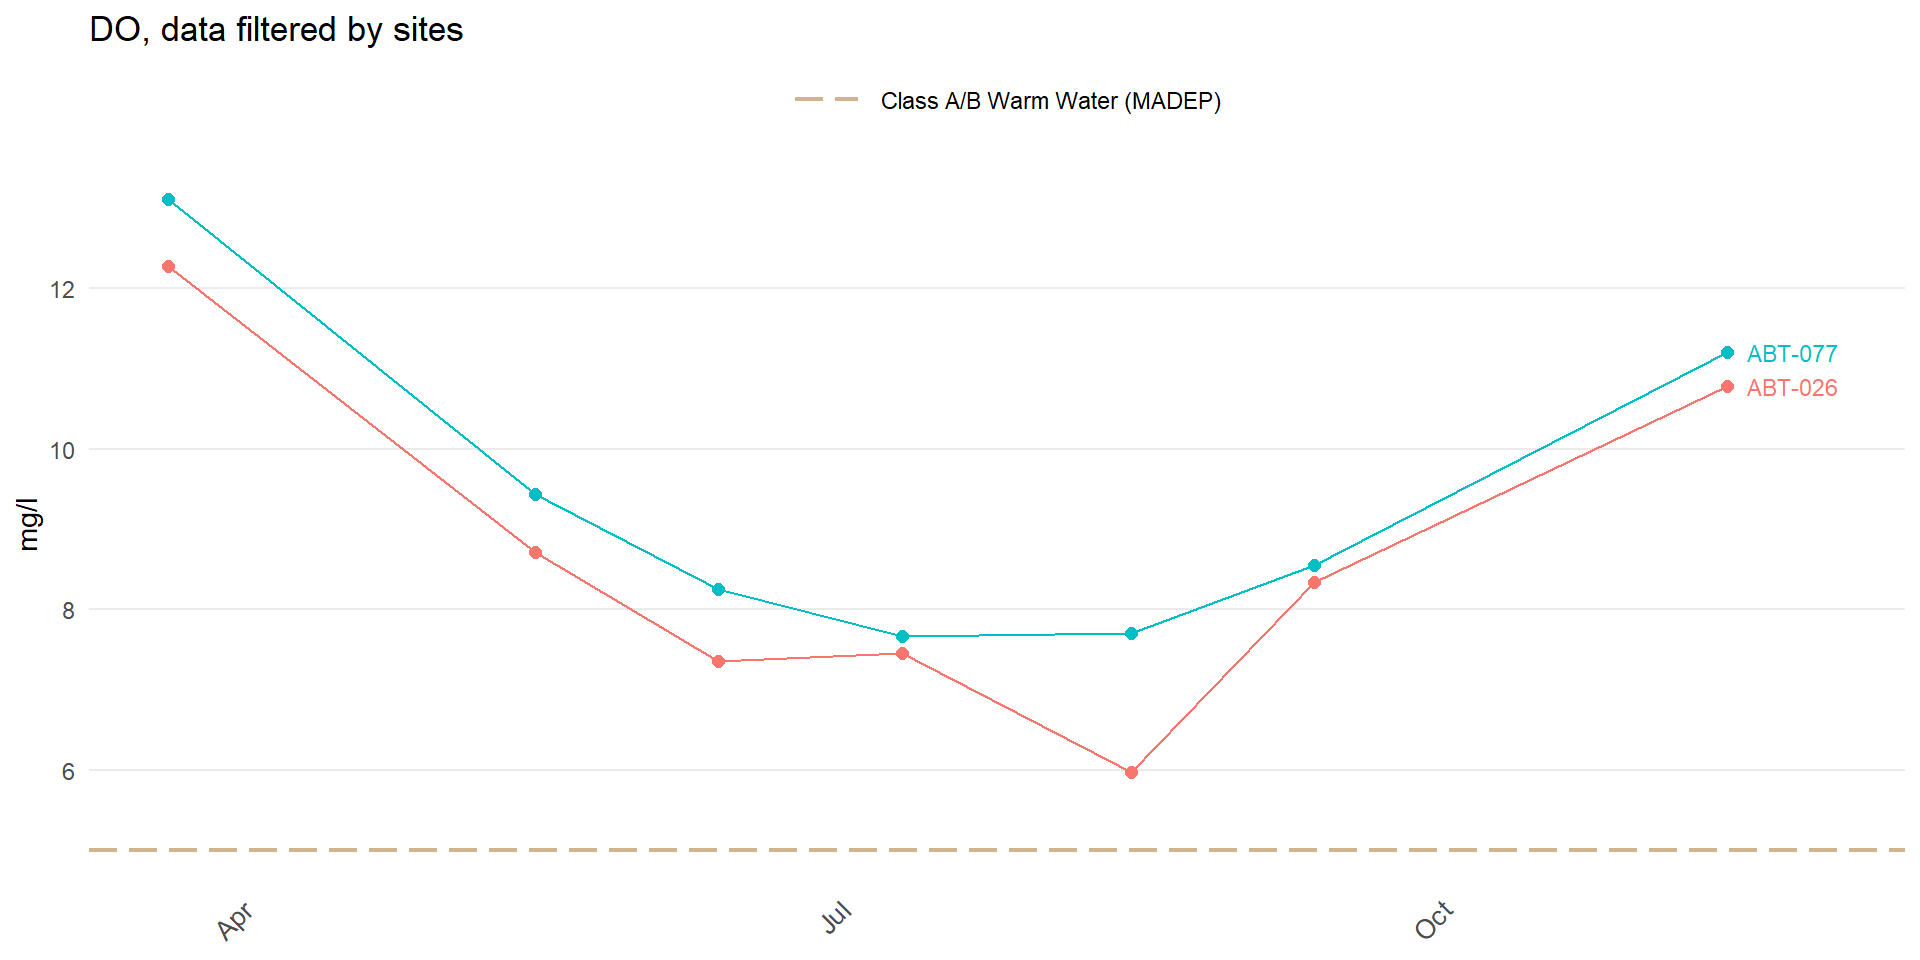 DO, data filtered by sites
Class A/B Warm Water (MADEP)
12
10
8
6
mg/l
ABT-077
ABT-026
Apr
Jul
Oct